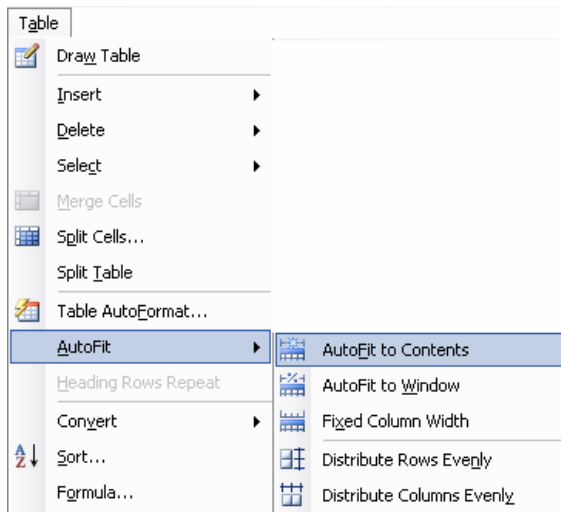 Table
Draw Table
Insert
Delete
Select
Merge Cells
Split Cells...
Split Table
Table AutoFormat...
AutoFit
AutoFit to Contents
Heading Rows Repeat
AutoFit to Window
Convert
Fixed Column Width
Sort...
Distribute Rows Evenly
Formula...
Distribute Columns Evenly